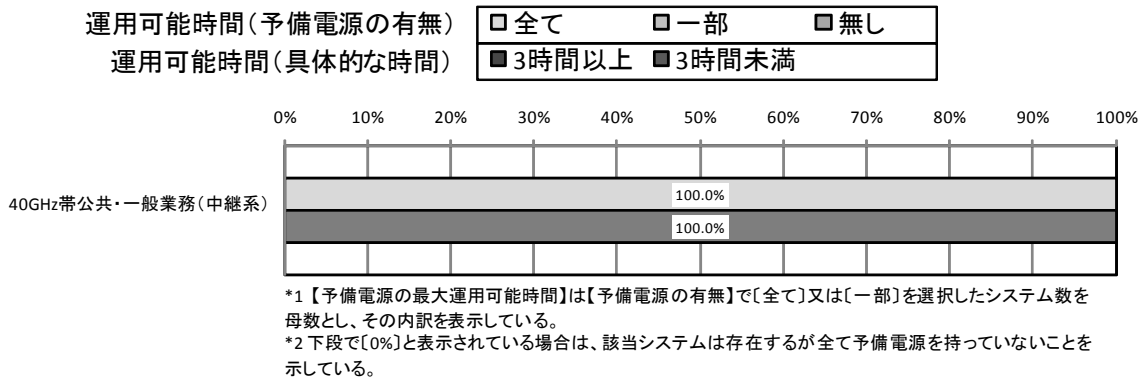 運用可能時間（予備電源の有無） 全て 一部 無し
運用可能時間（具体的な時間） 3時間以上 3時間未満
0% 10% 20% 30% 40% 50% 60% 70% 80% 90% 100%
100.0%
40GHz帯公共・一般業務（中継系）
100.0%
*1 【予備電源の最大運用可能時間】は【予備電源の有無】で〔全て〕又は〔一部〕を選択したシステム数を
母数とし、その内訳を表示している。
*2 下段で〔0%〕と表示されている場合は、該当システムは存在するが全て予備電源を持っていないことを
示している。